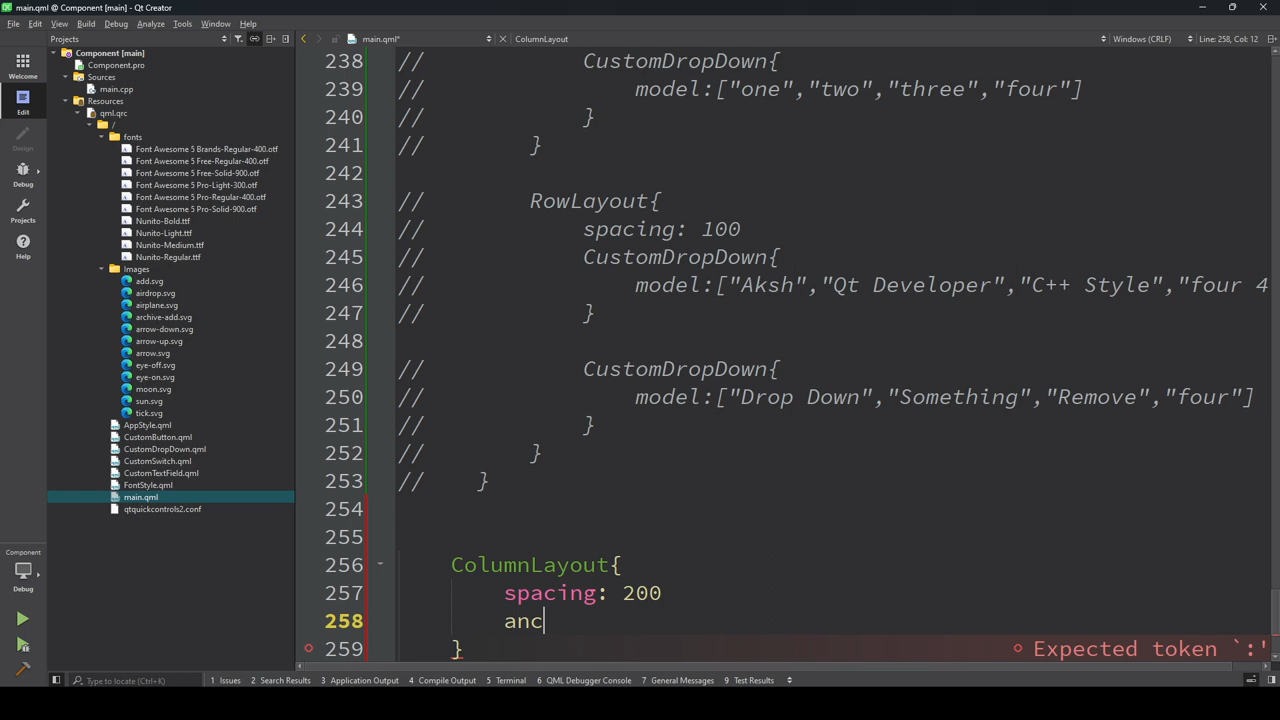 main.qml @ Component [main] - Qt Creator
File Edit View Build Debug Analyze Tools Window Help
Projects main.qml* ColumnLayout Windows (CRLF) Line: 258, Col: 12
Welcome
Edit
Design
Debug
Projects
Help
Component
Debug
Component [main]
Component.pro
Sources
main.cpp
Resources
qml.qrc
/
fonts
Font Awesome 5 Brands-Regular-400.otf
Font Awesome 5 Free-Regular-400.otf
Font Awesome 5 Free-Solid-900.otf
Font Awesome 5 Pro-Light-300.otf
Font Awesome 5 Pro-Regular-400.otf
Font Awesome 5 Pro-Solid-900.otf
Nunito-Bold.ttf
Nunito-Light.ttf
Nunito-Medium.ttf
Nunito-Regular.ttf
Images
add.svg
airdrop.svg
airplane.svg
archive-add.svg
arrow-down.svg
arrow-up.svg
arrow.svg
eye-off.svg
eye-on.svg
moon.svg
sun.svg
tick.svg
AppStyle.qml
CustomButton.qml
CustomDropDown.qml
CustomSwitch.qml
CustomTextField.qml
FontStyle.qml
main.qml
qtquickcontrols2.conf
238 // CustomDropDown{
239 // model:["one","two","three","four"]
240 // }
241 // }
242
243 // RowLayout{
244 // spacing: 100
245 // CustomDropDown{
246 // model:["Aksh","Qt Developer","C++ Style","four 4
247 // }
248
249 // CustomDropDown{
250 // model:["Drop Down","Something","Remove","four"]
251 // }
252 // }
253 // }
254
255
256 ColumnLayout{
257 spacing: 200
258 anc
259 } Expected token `:'
Type to locate (Ctrl+K) 1 Issues 2 Search Results 3 Application Output 4 Compile Output 5 Terminal 6 QML Debugger Console 7 General Messages 9 Test Results